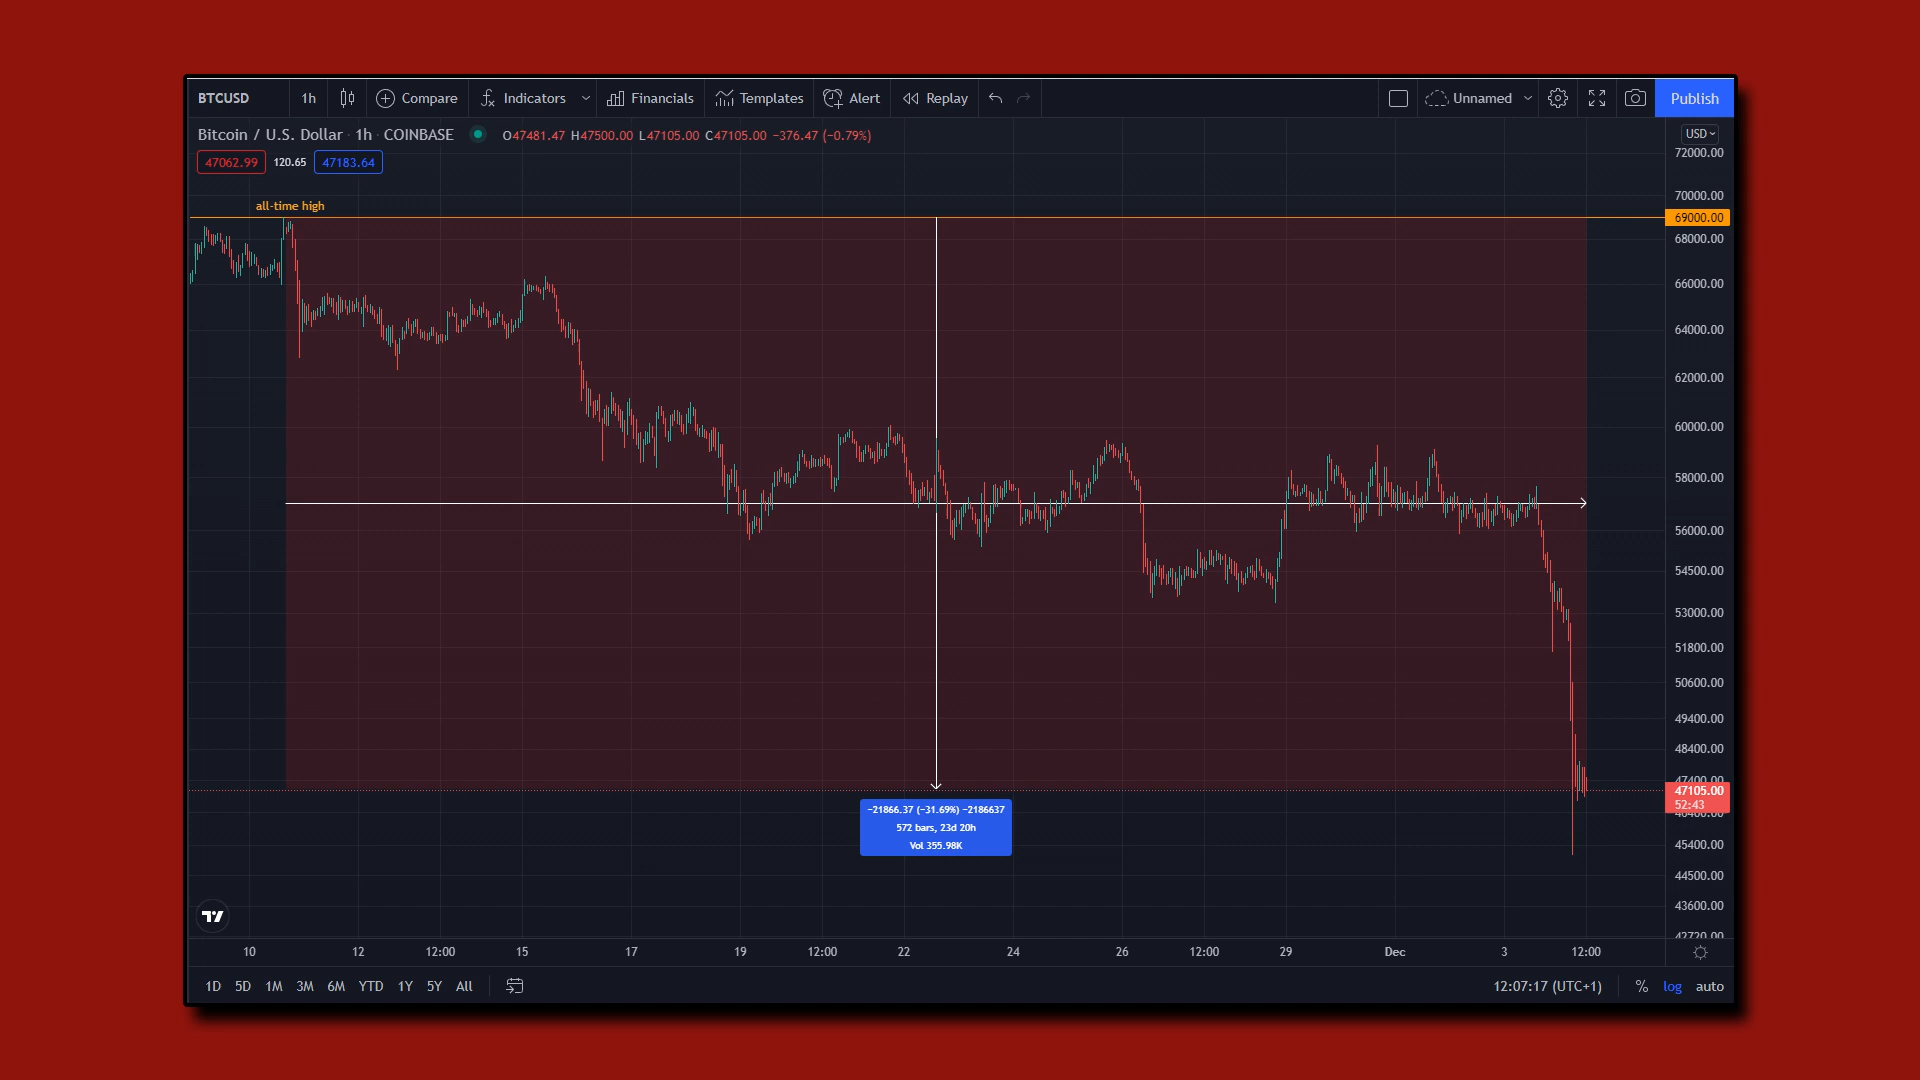 BTCUSD 1h Compare Indicators Financials Templates Alert Replay Unnamed Publish
Bitcoin / U.S. Dollar · 1h · COINBASE O47481.47 H47500.00 L47105.00 C47105.00 −376.47 (−0.79%)
USD
47062.99 120.65 47183.64
72000.00
70000.00
all-time high
69000.00
68000.00
66000.00
64000.00
62000.00
60000.00
58000.00
56000.00
54500.00
53000.00
51800.00
50600.00
49400.00
48400.00
47400.00
47105.00
52:43
46400.00
−21866.37 (−31.69%) −2186637
572 bars, 23d 20h
Vol 355.98K
45400.00
44500.00
43600.00
42720.00
10 12 12:00 15 17 19 12:00 22 24 26 12:00 29 Dec 3 12:00
1D 5D 1M 3M 6M YTD 1Y 5Y All 12:07:17 (UTC+1) % log auto